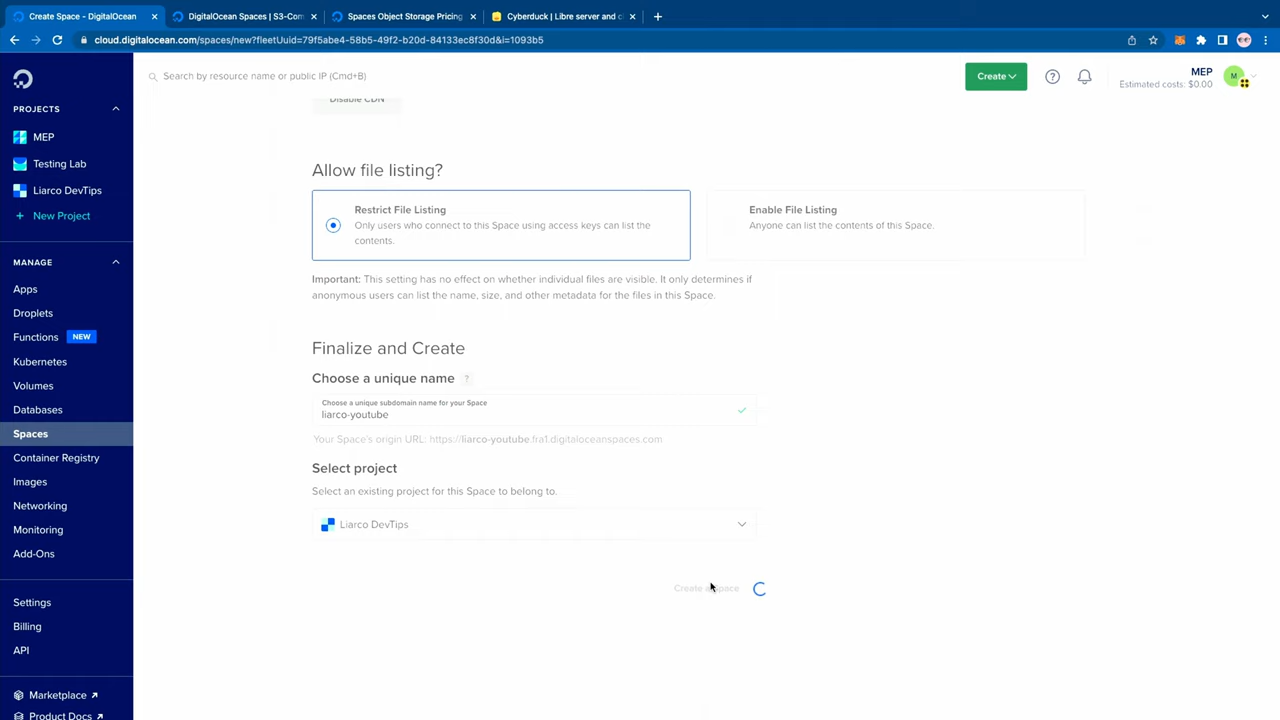 Create Space - DigitalOcean
DigitalOcean Spaces | S3-Com
Spaces Object Storage Pricing
Cyberduck | Libre server and c
cloud.digitalocean.com/spaces/new?fleetUuid=79f5abe4-58b5-49f2-b20d-84133ec8f30d&i=1093b5
PROJECTS
MEP
Testing Lab
Liarco DevTips
+ New Project
MANAGE
Apps
Droplets
Functions NEW
Kubernetes
Volumes
Databases
Spaces
Container Registry
Images
Networking
Monitoring
Add-Ons
Settings
Billing
API
Marketplace ↗
Product Docs ↗
Search by resource name or public IP (Cmd+B)
Create
?
MEP
Estimated costs: $0.00
M
Disable CDN
Allow file listing?
Restrict File Listing
Only users who connect to this Space using access keys can list the
contents.
Enable File Listing
Anyone can list the contents of this Space.
Important: This setting has no effect on whether individual files are visible. It only determines if
anonymous users can list the name, size, and other metadata for the files in this Space.
Finalize and Create
Choose a unique name ?
Choose a unique subdomain name for your Space
liarco-youtube
Your Space's origin URL: https://liarco-youtube.fra1.digitaloceanspaces.com
Select project
Select an existing project for this Space to belong to.
Liarco DevTips
Create a Space